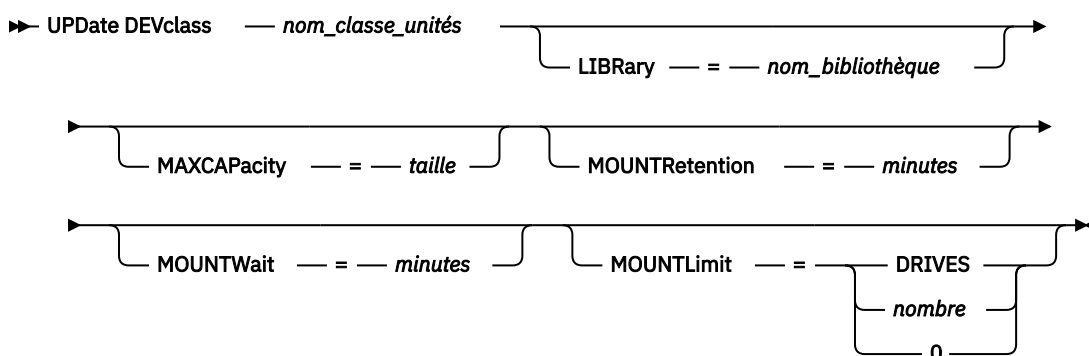 UPDate DEVclass nom_classe_unités
LIBRary = nom_bibliothèque
MAXCAPacity = taille MOUNTRetention = minutes
MOUNTWait = minutes MOUNTLimit = DRIVES
nombre
0